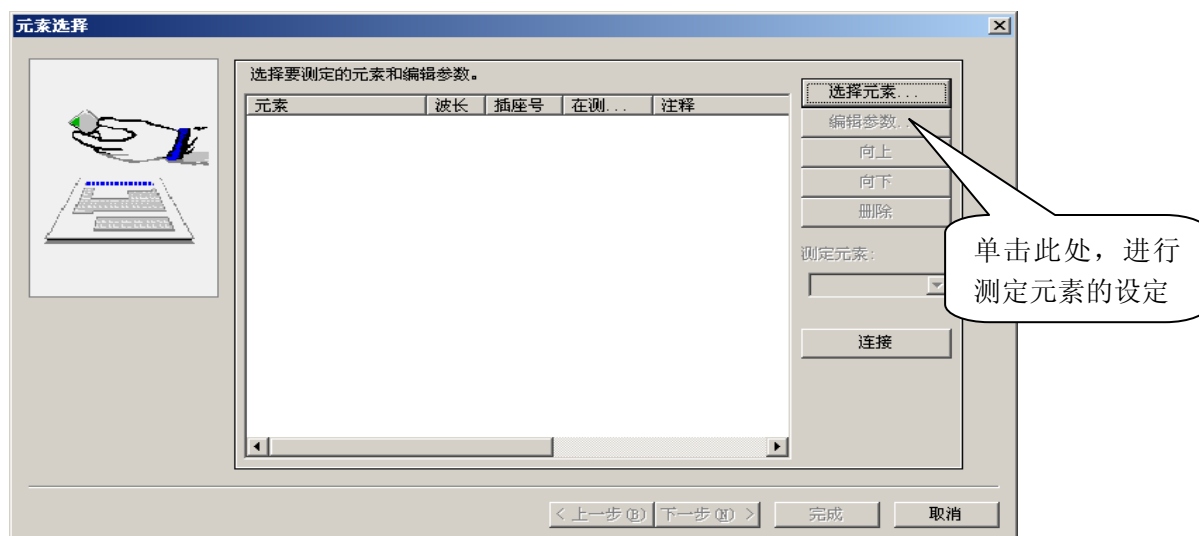 元素选择
选择要测定的元素和编辑参数。
元素 波长 插座号 在测... 注释
选择元素...
编辑参数...
向上
向下
删除
测定元素:
连接
单击此处，进行
测定元素的设定
< 上一步(B) 下一步(N) > 完成 取消